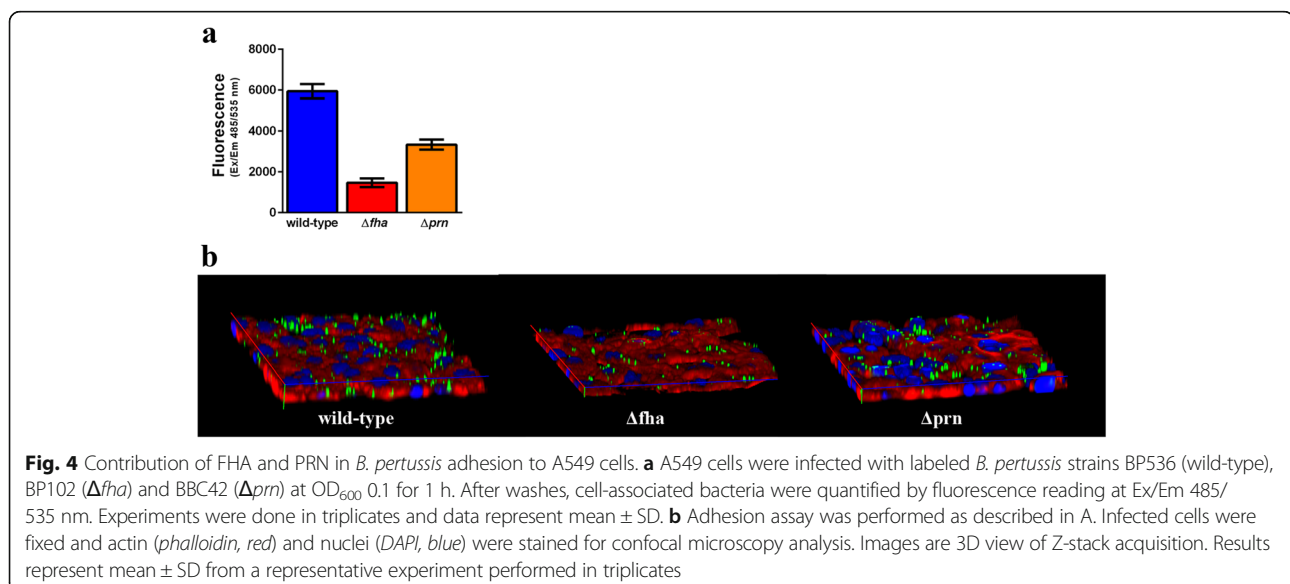 a
8000
6000
4000
2000
0
Fluorescence
(Ex/Em 485/535 nm)
wild-type Δfha Δprn
b
wild-type Δfha Δprn
Fig. 4 Contribution of FHA and PRN in B. pertussis adhesion to A549 cells. a A549 cells were infected with labeled B. pertussis strains BP536 (wild-type),
BP102 (Δfha) and BBC42 (Δprn) at OD600 0.1 for 1 h. After washes, cell-associated bacteria were quantified by fluorescence reading at Ex/Em 485/
535 nm. Experiments were done in triplicates and data represent mean ± SD. b Adhesion assay was performed as described in A. Infected cells were
fixed and actin (phalloidin, red) and nuclei (DAPI, blue) were stained for confocal microscopy analysis. Images are 3D view of Z-stack acquisition. Results
represent mean ± SD from a representative experiment performed in triplicates